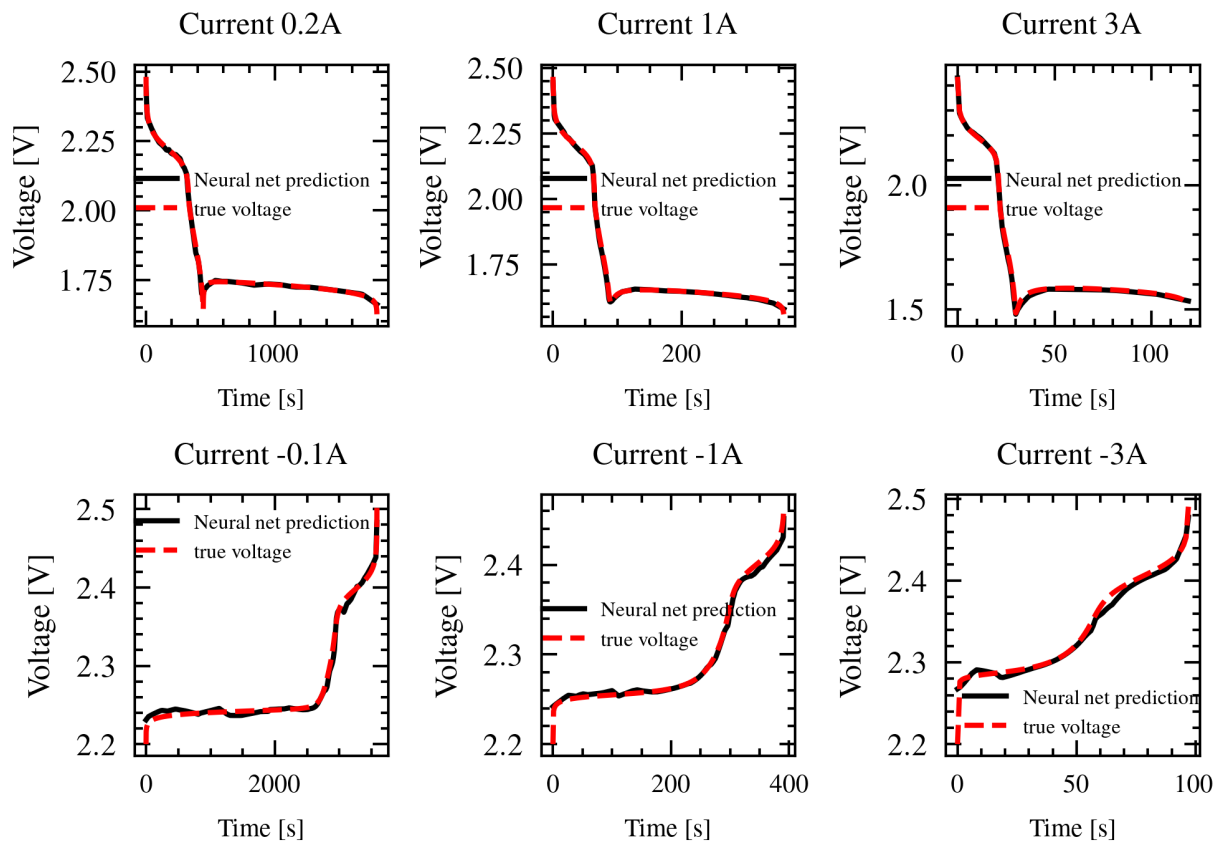 Current 0.2A
Current 1A
Current 3A
2.50
2.25
2.00
1.75
Voltage [V]
Neural net prediction
true voltage
0
1000
Time [s]
2.50
2.25
2.00
1.75
Voltage [V]
Neural net prediction
true voltage
0
200
Time [s]
2.0
1.5
Voltage [V]
Neural net prediction
true voltage
0
50
100
Time [s]
Current -0.1A
Current -1A
Current -3A
2.5
2.4
2.3
2.2
Voltage [V]
Neural net prediction
true voltage
0
2000
Time [s]
2.4
2.3
2.2
Voltage [V]
Neural net prediction
true voltage
0
200
400
Time [s]
2.5
2.4
2.3
2.2
Voltage [V]
Neural net prediction
true voltage
0
50
100
Time [s]